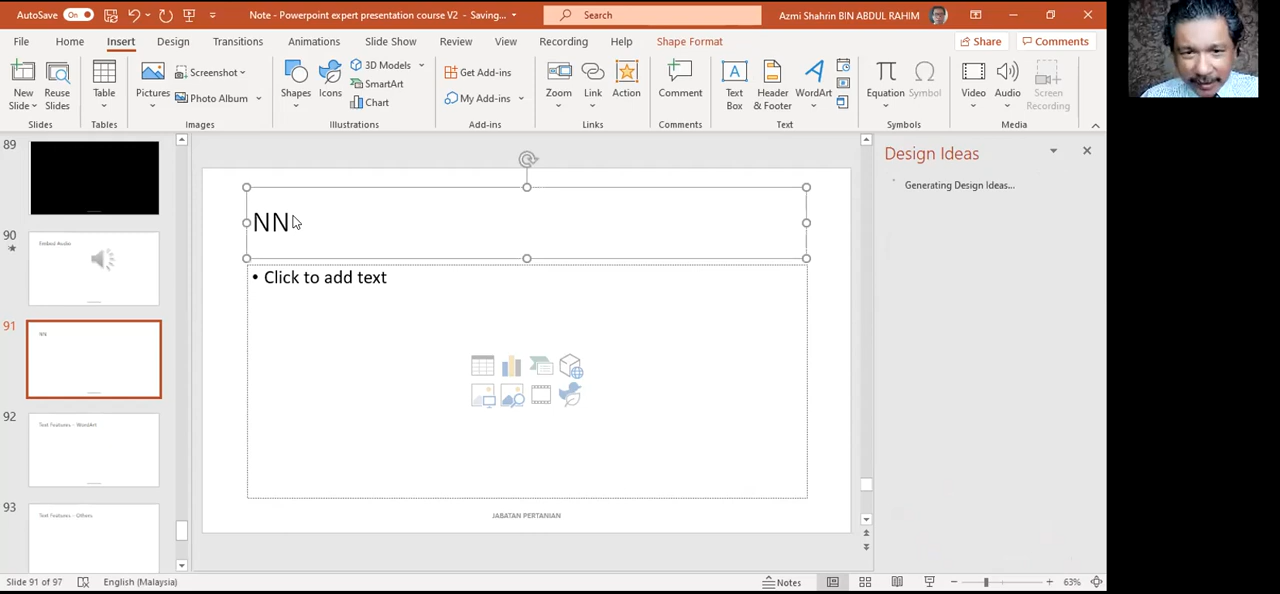 AutoSave On
Note - Powerpoint expert presentation course V2 - Saving...
Search
Azmi Shahrin BIN ABDUL RAHIM
File Home Insert Design Transitions Animations Slide Show Review View Recording Help Shape Format
Share Comments
New Slide
Reuse Slides
Slides
Table
Tables
Pictures
Screenshot
Photo Album
Images
Shapes
Icons
3D Models
SmartArt
Chart
Illustrations
Get Add-ins
My Add-ins
Add-ins
Zoom
Link
Action
Links
Comment
Comments
Text Box
Header & Footer
WordArt
Text
Equation
Symbol
Symbols
Video
Audio
Screen Recording
Media
89
90
Embed Audio
91
NN
92
Text Features - WordArt
93
Text Features - Others
NN
• Click to add text
JABATAN PERTANIAN
Design Ideas
Generating Design Ideas...
Slide 91 of 97
English (Malaysia)
Notes
63%